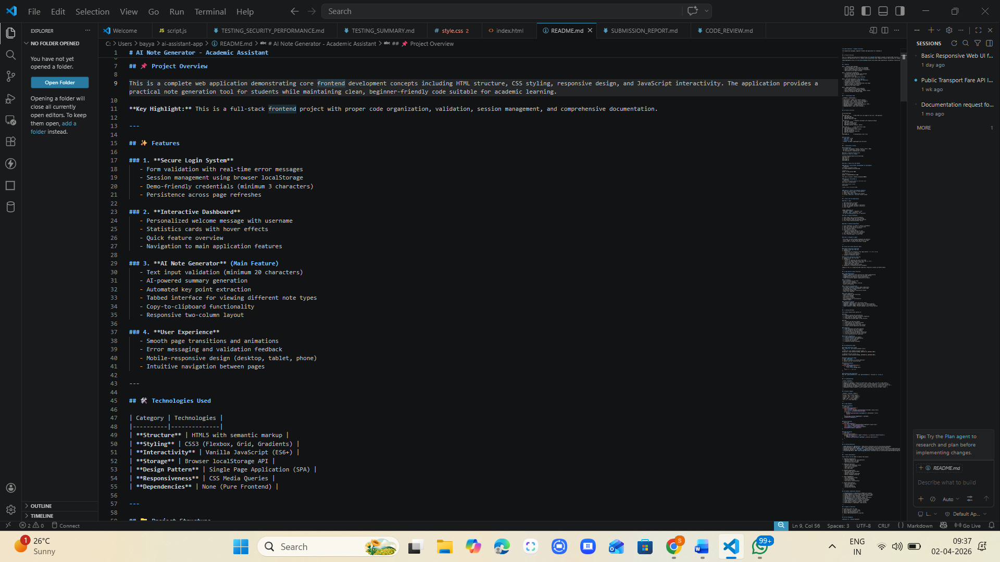 File Edit Selection View Go Run Terminal Help
Search
EXPLORER
NO FOLDER OPENED
You have not yet
opened a folder.
Open Folder
Opening a folder will
close all currently
open editors. To keep
them open, add a
folder instead.
OUTLINE
TIMELINE
Welcome
JS script.js
TESTING_SECURITY_PERFORMANCE.md
TESTING_SUMMARY.md
# style.css 2
<> index.html
README.md
SUBMISSION_REPORT.md
CODE_REVIEW.md
C: > Users > bayya > ai-assistant-app > README.md > abc # AI Note Generator - Academic Assistant > abc ## 📌 Project Overview
1 # AI Note Generator - Academic Assistant
7 ## 📌 Project Overview
8
9 This is a complete web application demonstrating core frontend development concepts including HTML structure, CSS styling, responsive design, and JavaScript interactivity. The application provides a
practical note generation tool for students while maintaining clean, beginner-friendly code suitable for academic learning.
10
11 **Key Highlight:** This is a full-stack frontend project with proper code organization, validation, session management, and comprehensive documentation.
12
13 ---
14
15 ## ✨ Features
16
17 ### 1. **Secure Login System**
18 - Form validation with real-time error messages
19 - Session management using browser localStorage
20 - Demo-friendly credentials (minimum 3 characters)
21 - Persistence across page refreshes
22
23 ### 2. **Interactive Dashboard**
24 - Personalized welcome message with username
25 - Statistics cards with hover effects
26 - Quick feature overview
27 - Navigation to main application features
28
29 ### 3. **AI Note Generator** (Main Feature)
30 - Text input validation (minimum 20 characters)
31 - AI-powered summary generation
32 - Automated key point extraction
33 - Tabbed interface for viewing different note types
34 - Copy-to-clipboard functionality
35 - Responsive two-column layout
36
37 ### 4. **User Experience**
38 - Smooth page transitions and animations
39 - Error messaging and validation feedback
40 - Mobile-responsive design (desktop, tablet, phone)
41 - Intuitive navigation between pages
42
43 ---
44
45 ## 🛠 Technologies Used
46
47 | Category | Technologies |
48 |----------|--------------|
49 | **Structure** | HTML5 with semantic markup |
50 | **Styling** | CSS3 (Flexbox, Grid, Gradients) |
51 | **Interactivity** | Vanilla JavaScript (ES6+) |
52 | **Storage** | Browser localStorage API |
53 | **Design Pattern** | Single Page Application (SPA) |
54 | **Responsiveness** | CSS Media Queries |
55 | **Dependencies** | None (Pure Frontend) |
56
57 ---
58
59 ## 📁 Project Structure
SESSIONS
Basic Responsive Web UI f...
1 day ago
Public Transport Fare API I...
1 wk ago
Documentation request fo...
1 mo ago
MORE 1
Tip: Try the Plan agent to
research and plan before
implementing changes.
README.md
Describe what to build
Auto
L...
Default Ap...
2 0 Connect
Ln 9, Col 56 Spaces: 3 UTF-8 CRLF { } Markdown Go Live
1
26°C
Sunny
Search
S
99+
ENG
IN
09:37
02-04-2026